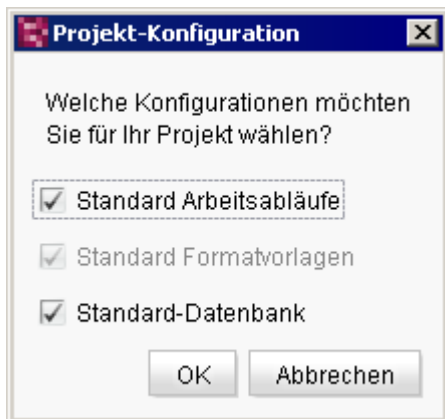 Projekt-Konfiguration
Welche Konfigurationen möchten
Sie für Ihr Projekt wählen?
Standard Arbeitsabläufe
Standard Formatvorlagen
Standard-Datenbank
OK Abbrechen